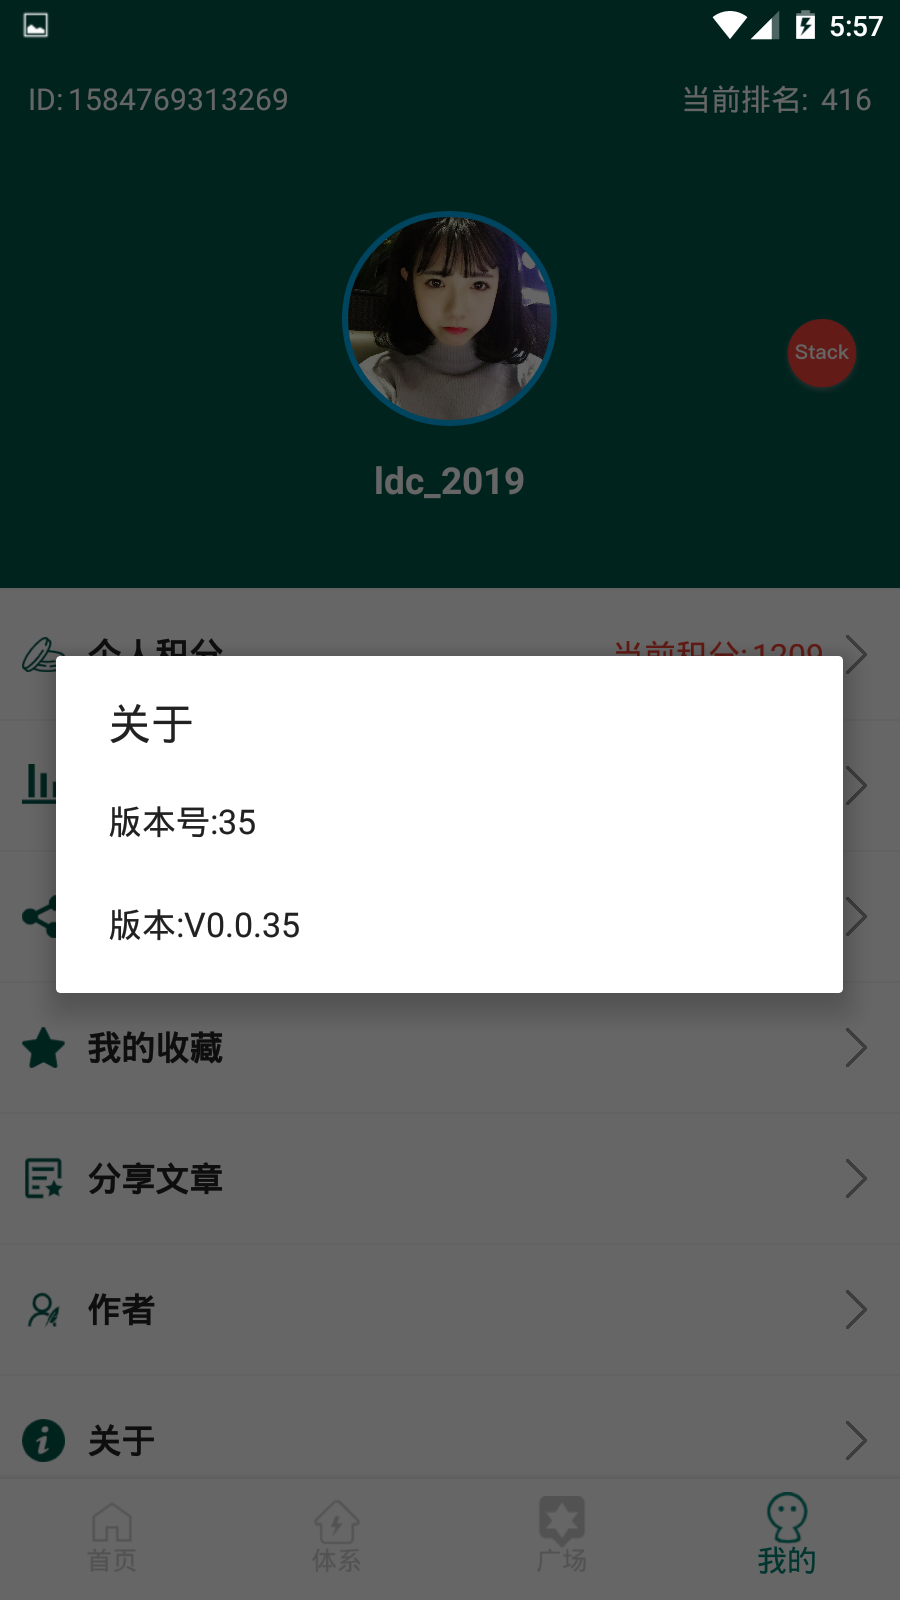 5:57
ID: 1584769313269
当前排名: 416
Stack
ldc_2019
个人积分
当前积分: 1209
关于
版本号:35
版本:V0.0.35
我的收藏
分享文章
作者
关于
首页
体系
广场
我的